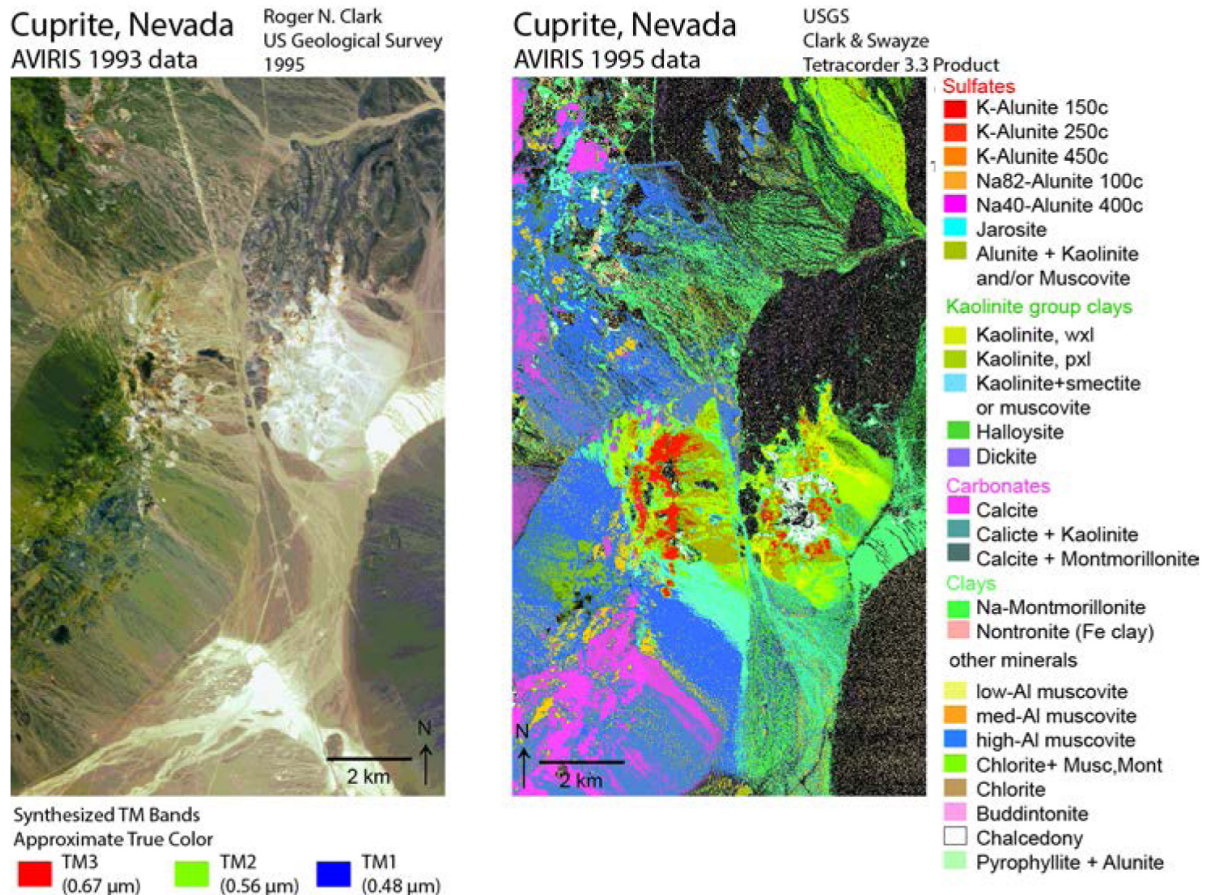 Cuprite, Nevada
AVIRIS 1993 data
Roger N. Clark
US Geological Survey
1995
N
2 km
Synthesized TM Bands
Approximate True Color
TM3
(0.67 µm)
TM2
(0.56 µm)
TM1
(0.48 µm)
Cuprite, Nevada
AVIRIS 1995 data
USGS
Clark & Swayze
Tetracorder 3.3 Product
N
2 km
Sulfates
K-Alunite 150c
K-Alunite 250c
K-Alunite 450c
Na82-Alunite 100c
Na40-Alunite 400c
Jarosite
Alunite + Kaolinite
and/or Muscovite
Kaolinite group clays
Kaolinite, wxl
Kaolinite, pxl
Kaolinite+smectite
or muscovite
Halloysite
Dickite
Carbonates
Calcite
Calicte + Kaolinite
Calcite + Montmorillonite
Clays
Na-Montmorillonite
Nontronite (Fe clay)
other minerals
low-Al muscovite
med-Al muscovite
high-Al muscovite
Chlorite+ Musc,Mont
Chlorite
Buddintonite
Chalcedony
Pyrophyllite + Alunite